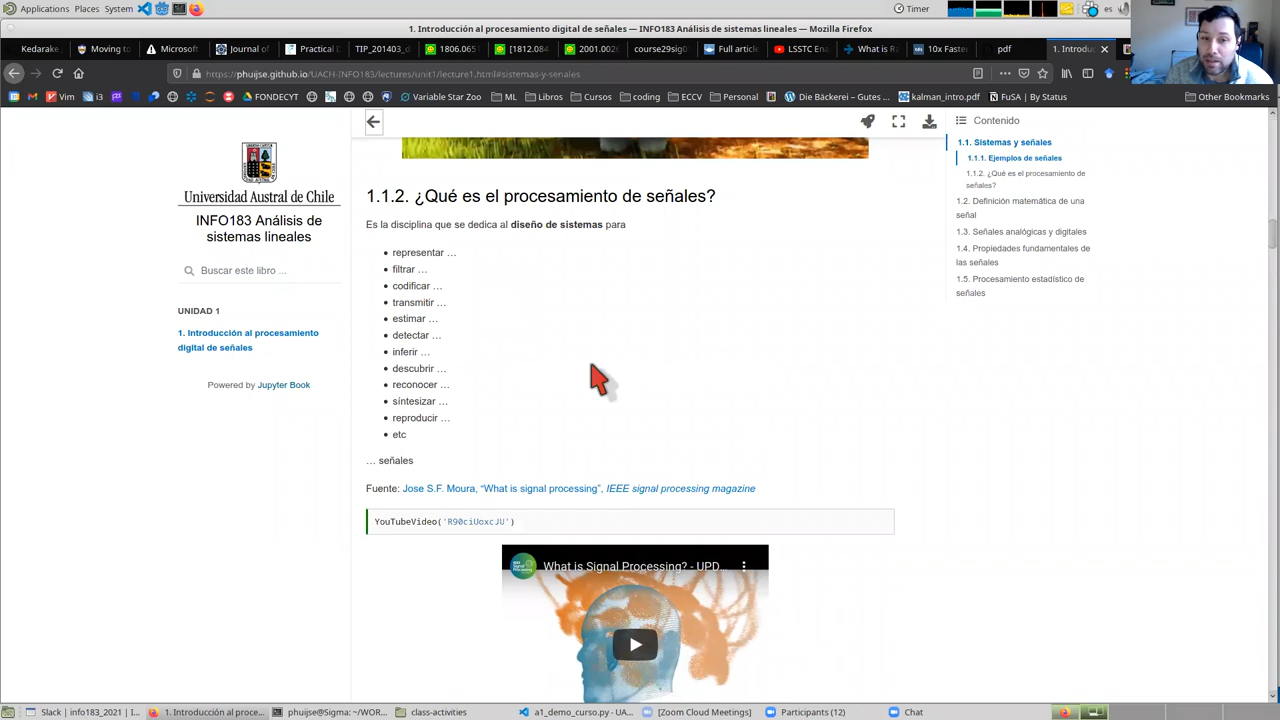 Applications Places System
Timer
es
1. Introducción al procesamiento digital de señales — INFO183 Análisis de sistemas lineales — Mozilla Firefox
Kedarake
Moving to
Microsoft
Journal of
Practical
1806.065
[1812.084
2001.002
course29sgn
Full article
LSSTC Ena
What is Ra
10x Faster
pdf
1. Introduc
https://phuijse.github.io/UACH-INFO183/lectures/unit1/lecture1.html#sistemas-y-senales
Vim
i3
FONDECYT
Variable Star Zoo
ML
Libros
Cursos
coding
ECCV
Personal
Die Bäckerei – Gutes ...
kalman_intro.pdf
FuSA | By Status
Other Bookmarks
Universidad Austral de Chile
INFO183 Análisis de
sistemas lineales
Buscar este libro ...
UNIDAD 1
1. Introducción al procesamiento
digital de señales
Powered by Jupyter Book
1.1.2. ¿Qué es el procesamiento de señales?
Es la disciplina que se dedica al diseño de sistemas para
representar …
filtrar …
codificar …
transmitir …
estimar …
detectar …
inferir …
descubrir …
reconocer …
síntesizar …
reproducir …
etc
… señales
Fuente: Jose S.F. Moura, “What is signal processing”, IEEE signal processing magazine
YouTubeVideo('R90ciUoxcJU')
What is Signal Processing? - UPD...
Contenido
1.1. Sistemas y señales
1.1.1. Ejemplos de señales
1.1.2. ¿Qué es el procesamiento de
señales?
1.2. Definición matemática de una
señal
1.3. Señales analógicas y digitales
1.4. Propiedades fundamentales de
las señales
1.5. Procesamiento estadístico de
señales
Slack | info183_2021 | I...
1. Introducción al proce...
phuijse@Sigma: ~/WOR...
class-activities
a1_demo_curso.py - UA...
[Zoom Cloud Meetings]
Participants (12)
Chat